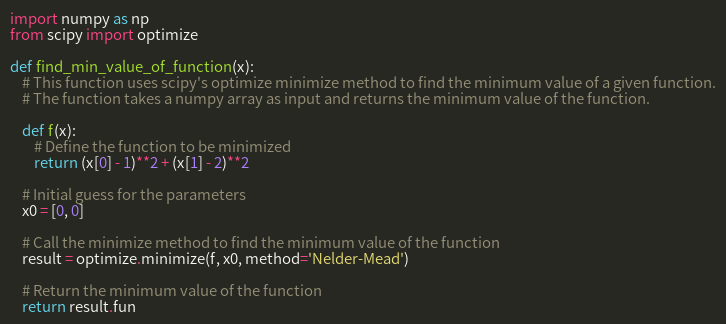 import numpy as np
from scipy import optimize

def find_min_value_of_function(x):
    # This function uses scipy's optimize minimize method to find the minimum value of a given function.
    # The function takes a numpy array as input and returns the minimum value of the function.

    def f(x):
        # Define the function to be minimized
        return (x[0] - 1)**2 + (x[1] - 2)**2

    # Initial guess for the parameters
    x0 = [0, 0]

    # Call the minimize method to find the minimum value of the function
    result = optimize.minimize(f, x0, method='Nelder-Mead')

    # Return the minimum value of the function
    return result.fun